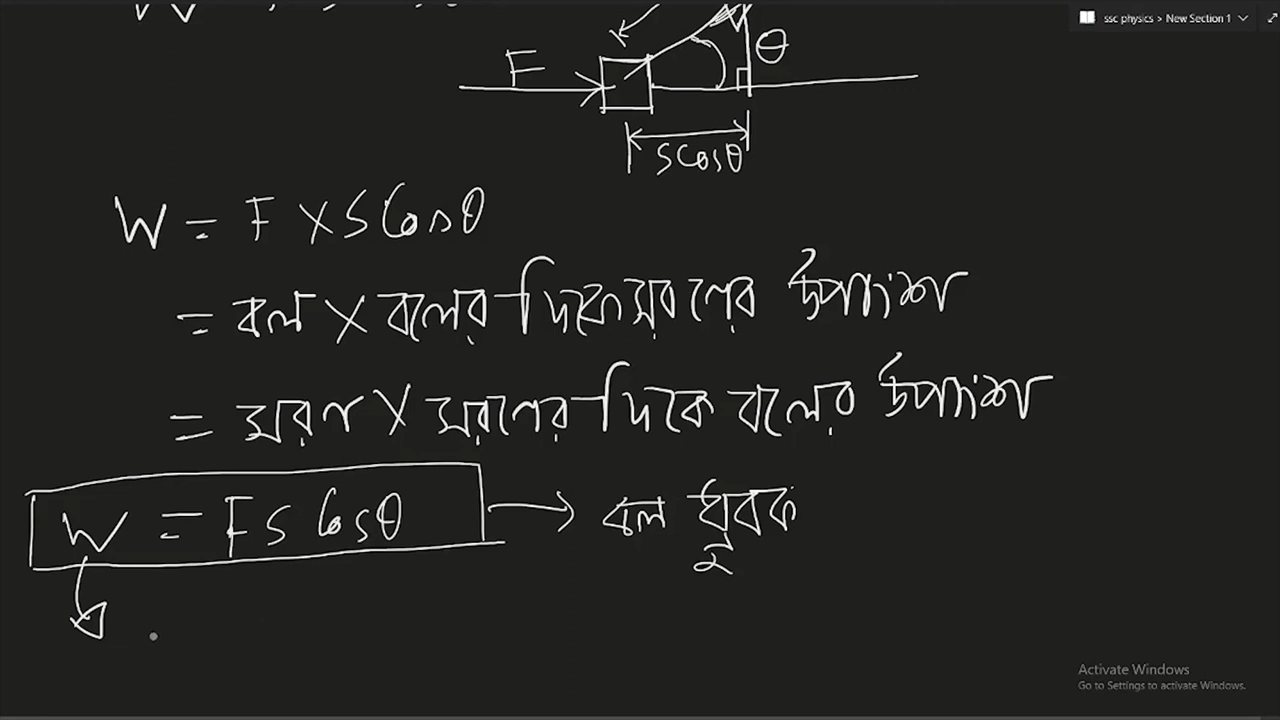 ssc physics > New Section 1
F
θ
scosθ
W = F × s cosθ
= বল × বলের দিকে সরণের উপাংশ
= সরণ × সরণের দিকে বলের উপাংশ
W = Fs cosθ → বল ধ্রুবক
Activate Windows
Go to Settings to activate Windows.